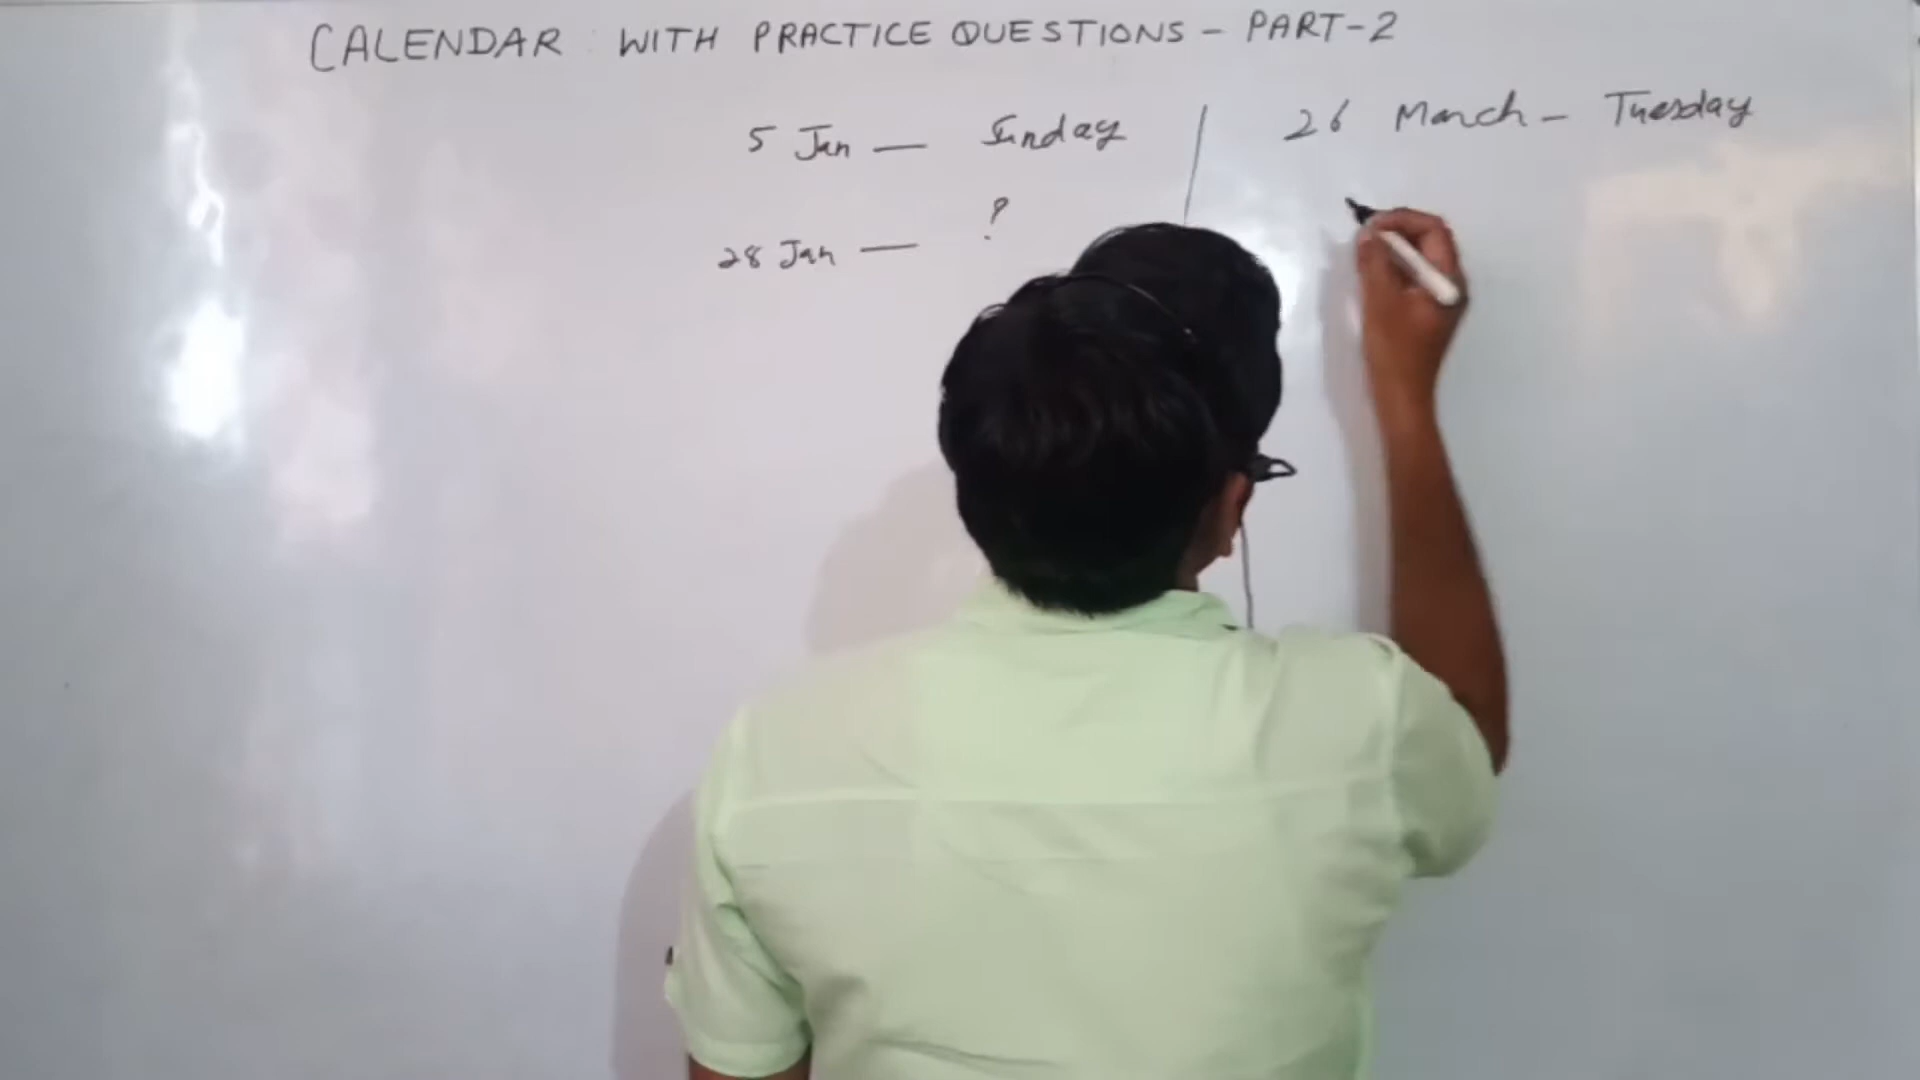 CALENDAR WITH PRACTICE QUESTIONS - PART-2
5 Jan — Sunday
28 Jan — ?
26 March - Tuesday